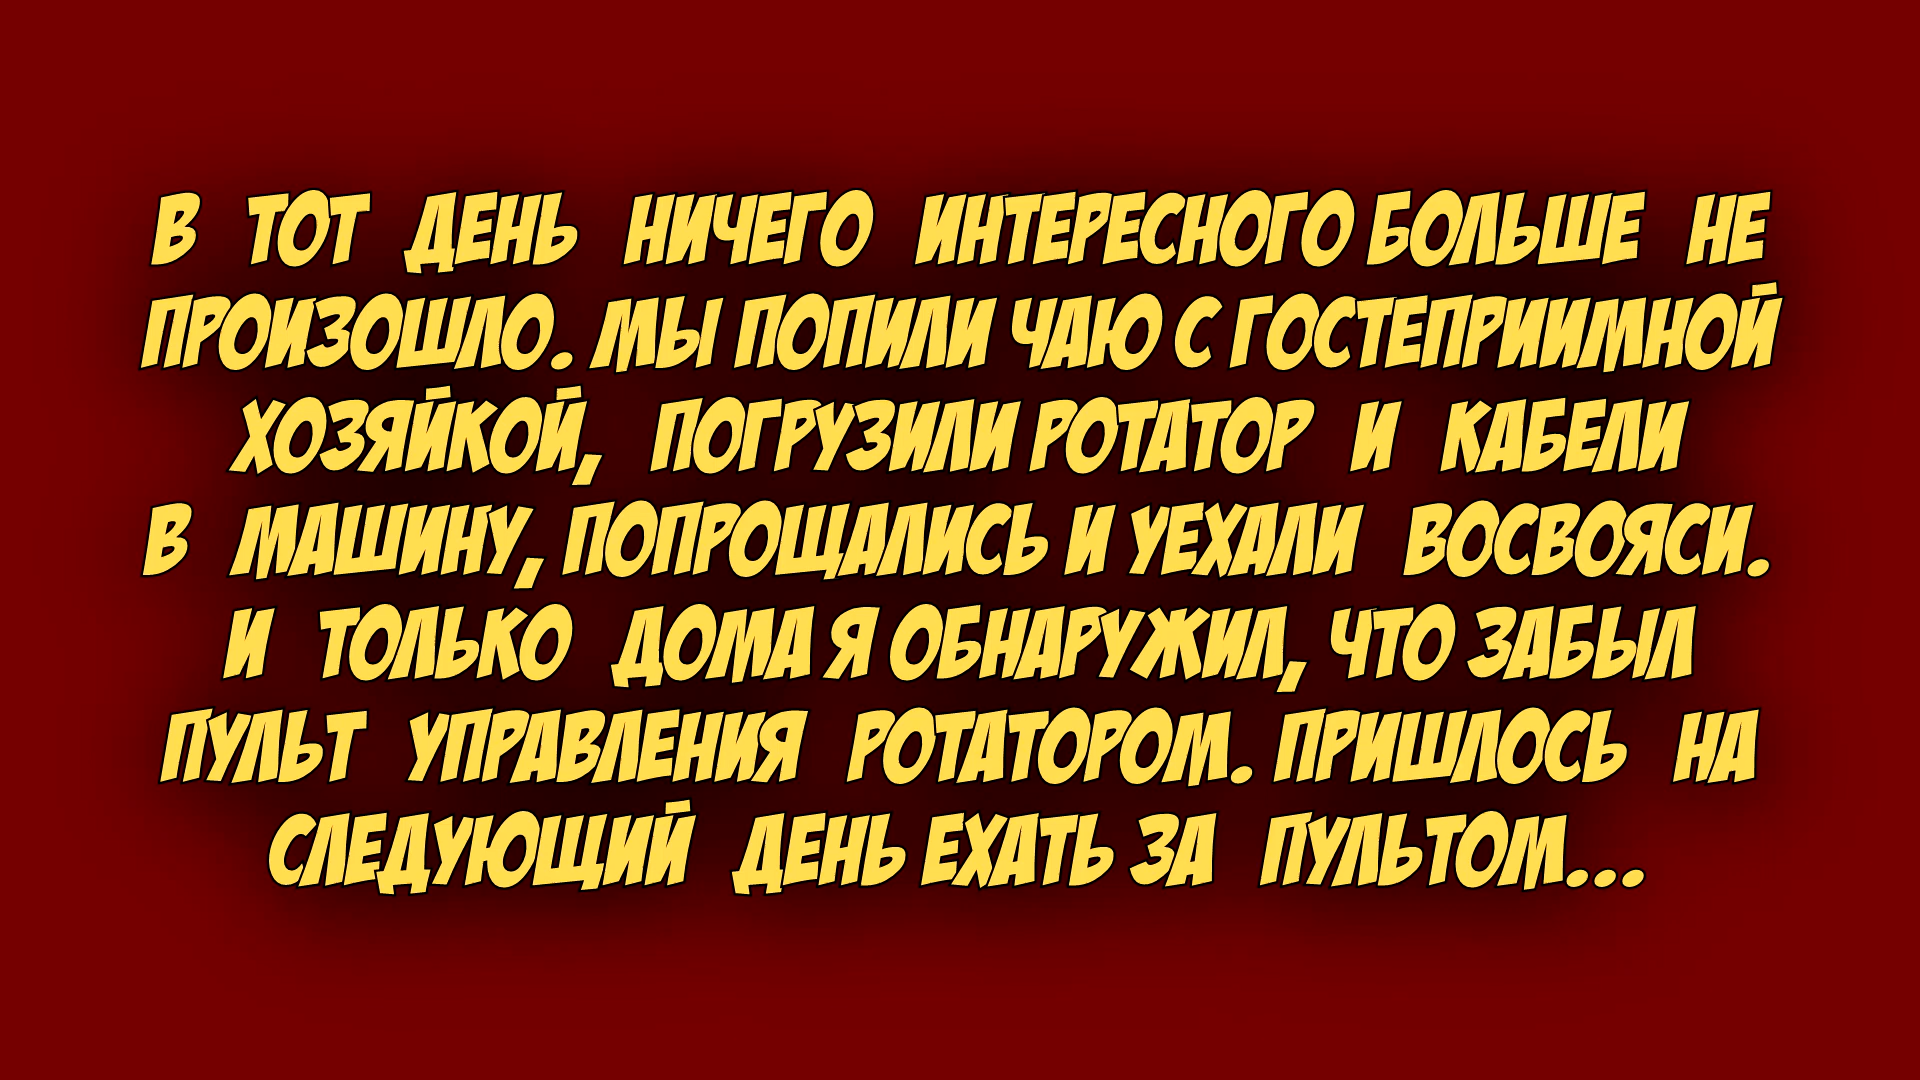 В ТОТ ДЕНЬ НИЧЕГО ИНТЕРЕСНОГО БОЛЬШЕ НЕ
ПРОИЗОШЛО. МЫ ПОПИЛИ ЧАЮ С ГОСТЕПРИИМНОЙ
ХОЗЯЙКОЙ, ПОГРУЗИЛИ РОТАТОР И КАБЕЛИ
В МАШИНУ, ПОПРОЩАЛИСЬ И УЕХАЛИ ВОСВОЯСИ.
И ТОЛЬКО ДОМА Я ОБНАРУЖИЛ, ЧТО ЗАБЫЛ
ПУЛЬТ УПРАВЛЕНИЯ РОТАТОРОМ. ПРИШЛОСЬ НА
СЛЕДУЮЩИЙ ДЕНЬ ЕХАТЬ ЗА ПУЛЬТОМ...